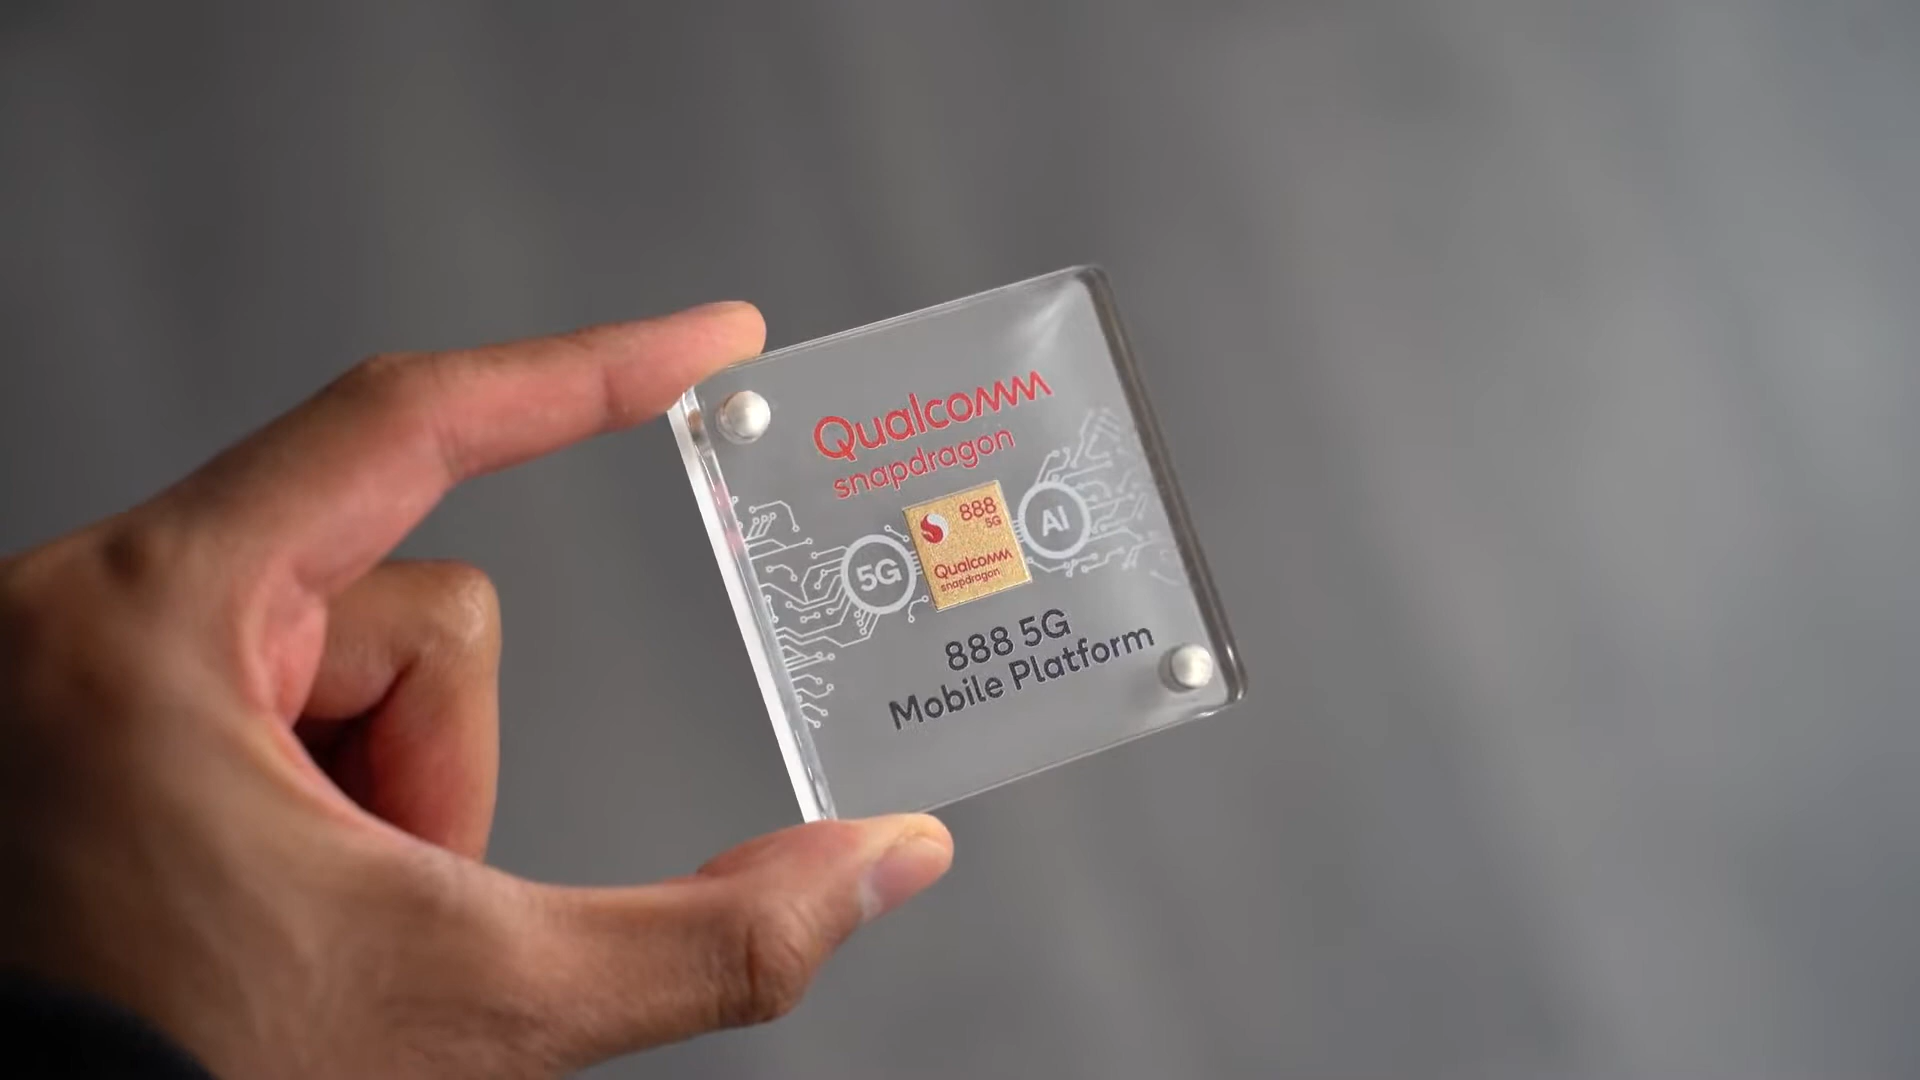 Qualcomm
snapdragon
5G
888
5G
Qualcomm
snapdragon
AI
888 5G
Mobile Platform